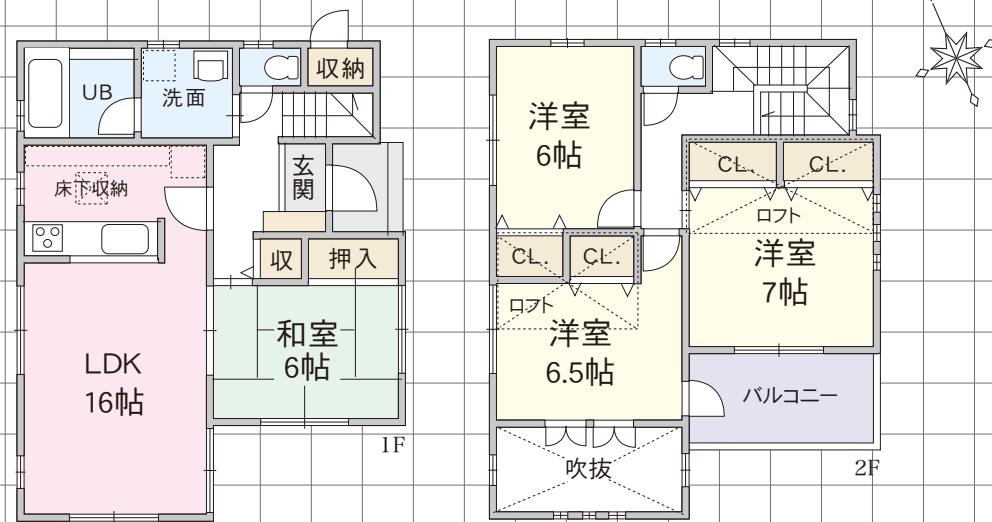 UB
洗面
収納
床下収納
玄関
収
押入
LDK
16帖
和室
6帖
1F
洋室
6帖
CL.
CL.
ロフト
洋室
7帖
CL.
CL.
ロフト
洋室
6.5帖
バルコニー
吹抜
2F